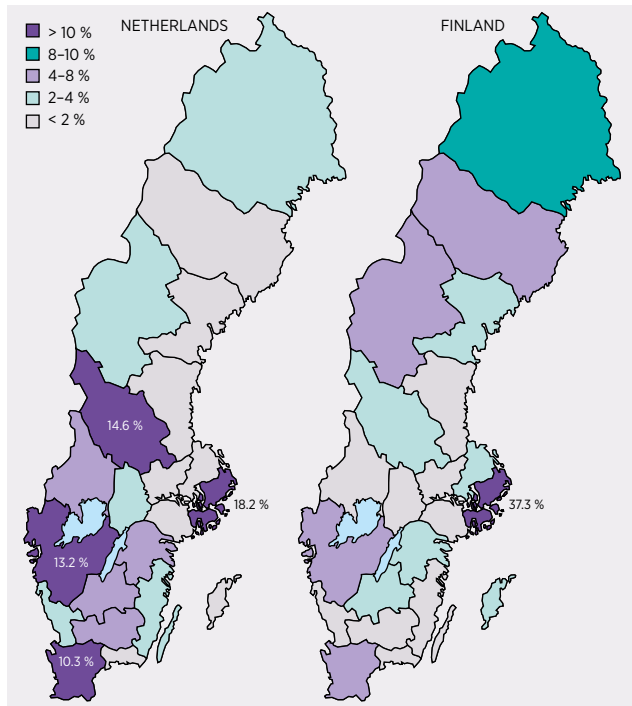 NETHERLANDS
FINLAND
> 10 %
8–10 %
4–8 %
2–4 %
< 2 %
14.6 %
18.2 %
37.3 %
13.2 %
10.3 %